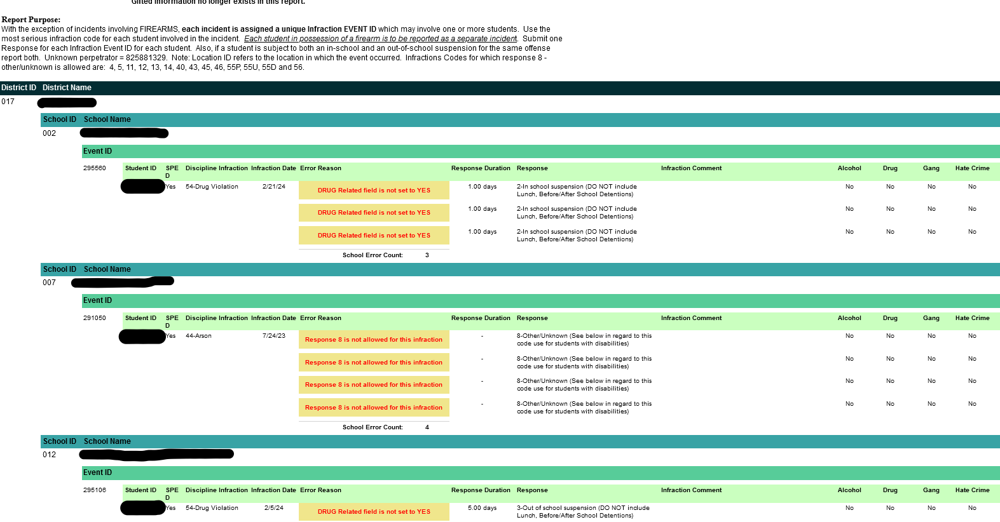 Gifted information no longer exists in this report.
Report Purpose:
With the exception of incidents involving FIREARMS, each incident is assigned a unique Infraction EVENT ID which may involve one or more students.  Use the
most serious infraction code for each student involved in the incident.  Each student in possession of a firearm is to be reported as a separate incident.  Submit one
Response for each Infraction Event ID for each student.  Also, if a student is subject to both an in-school and an out-of-school suspension for the same offense
report both.  Unknown perpetrator = 825881329.  Note: Location ID refers to the location in which the event occurred.  Infractions Codes for which response 8 -
other/unknown is allowed are:  4, 5, 11, 12, 13, 14, 40, 43, 45, 46, 55P, 55U, 55D and 56.
District ID District Name
017
School ID School Name
002
Event ID
295560 Student ID SPE Discipline Infraction Infraction Date Error Reason Response Duration Response Infraction Comment Alcohol Drug Gang Hate Crime
D
Yes 54-Drug Violation 2/21/24 DRUG Related field is not set to YES 1.00 days 2-In school suspension (DO NOT include No No No No
Lunch, Before/After School Detentions)
DRUG Related field is not set to YES 1.00 days 2-In school suspension (DO NOT include No No No No
Lunch, Before/After School Detentions)
DRUG Related field is not set to YES 1.00 days 2-In school suspension (DO NOT include No No No No
Lunch, Before/After School Detentions)
School Error Count: 3
School ID School Name
007
Event ID
291050 Student ID SPE Discipline Infraction Infraction Date Error Reason Response Duration Response Infraction Comment Alcohol Drug Gang Hate Crime
D
Yes 44-Arson 7/24/23 Response 8 is not allowed for this infraction - 8-Other/Unknown (See below in regard to this No No No No
code use for students with disabilities)
Response 8 is not allowed for this infraction - 8-Other/Unknown (See below in regard to this No No No No
code use for students with disabilities)
Response 8 is not allowed for this infraction - 8-Other/Unknown (See below in regard to this No No No No
code use for students with disabilities)
Response 8 is not allowed for this infraction - 8-Other/Unknown (See below in regard to this No No No No
code use for students with disabilities)
School Error Count: 4
School ID School Name
012
Event ID
295106 Student ID SPE Discipline Infraction Infraction Date Error Reason Response Duration Response Infraction Comment Alcohol Drug Gang Hate Crime
D
Yes 54-Drug Violation 2/5/24 DRUG Related field is not set to YES 5.00 days 3-Out of school suspension (DO NOT include No No No No
Lunch, Before/After School Detentions)